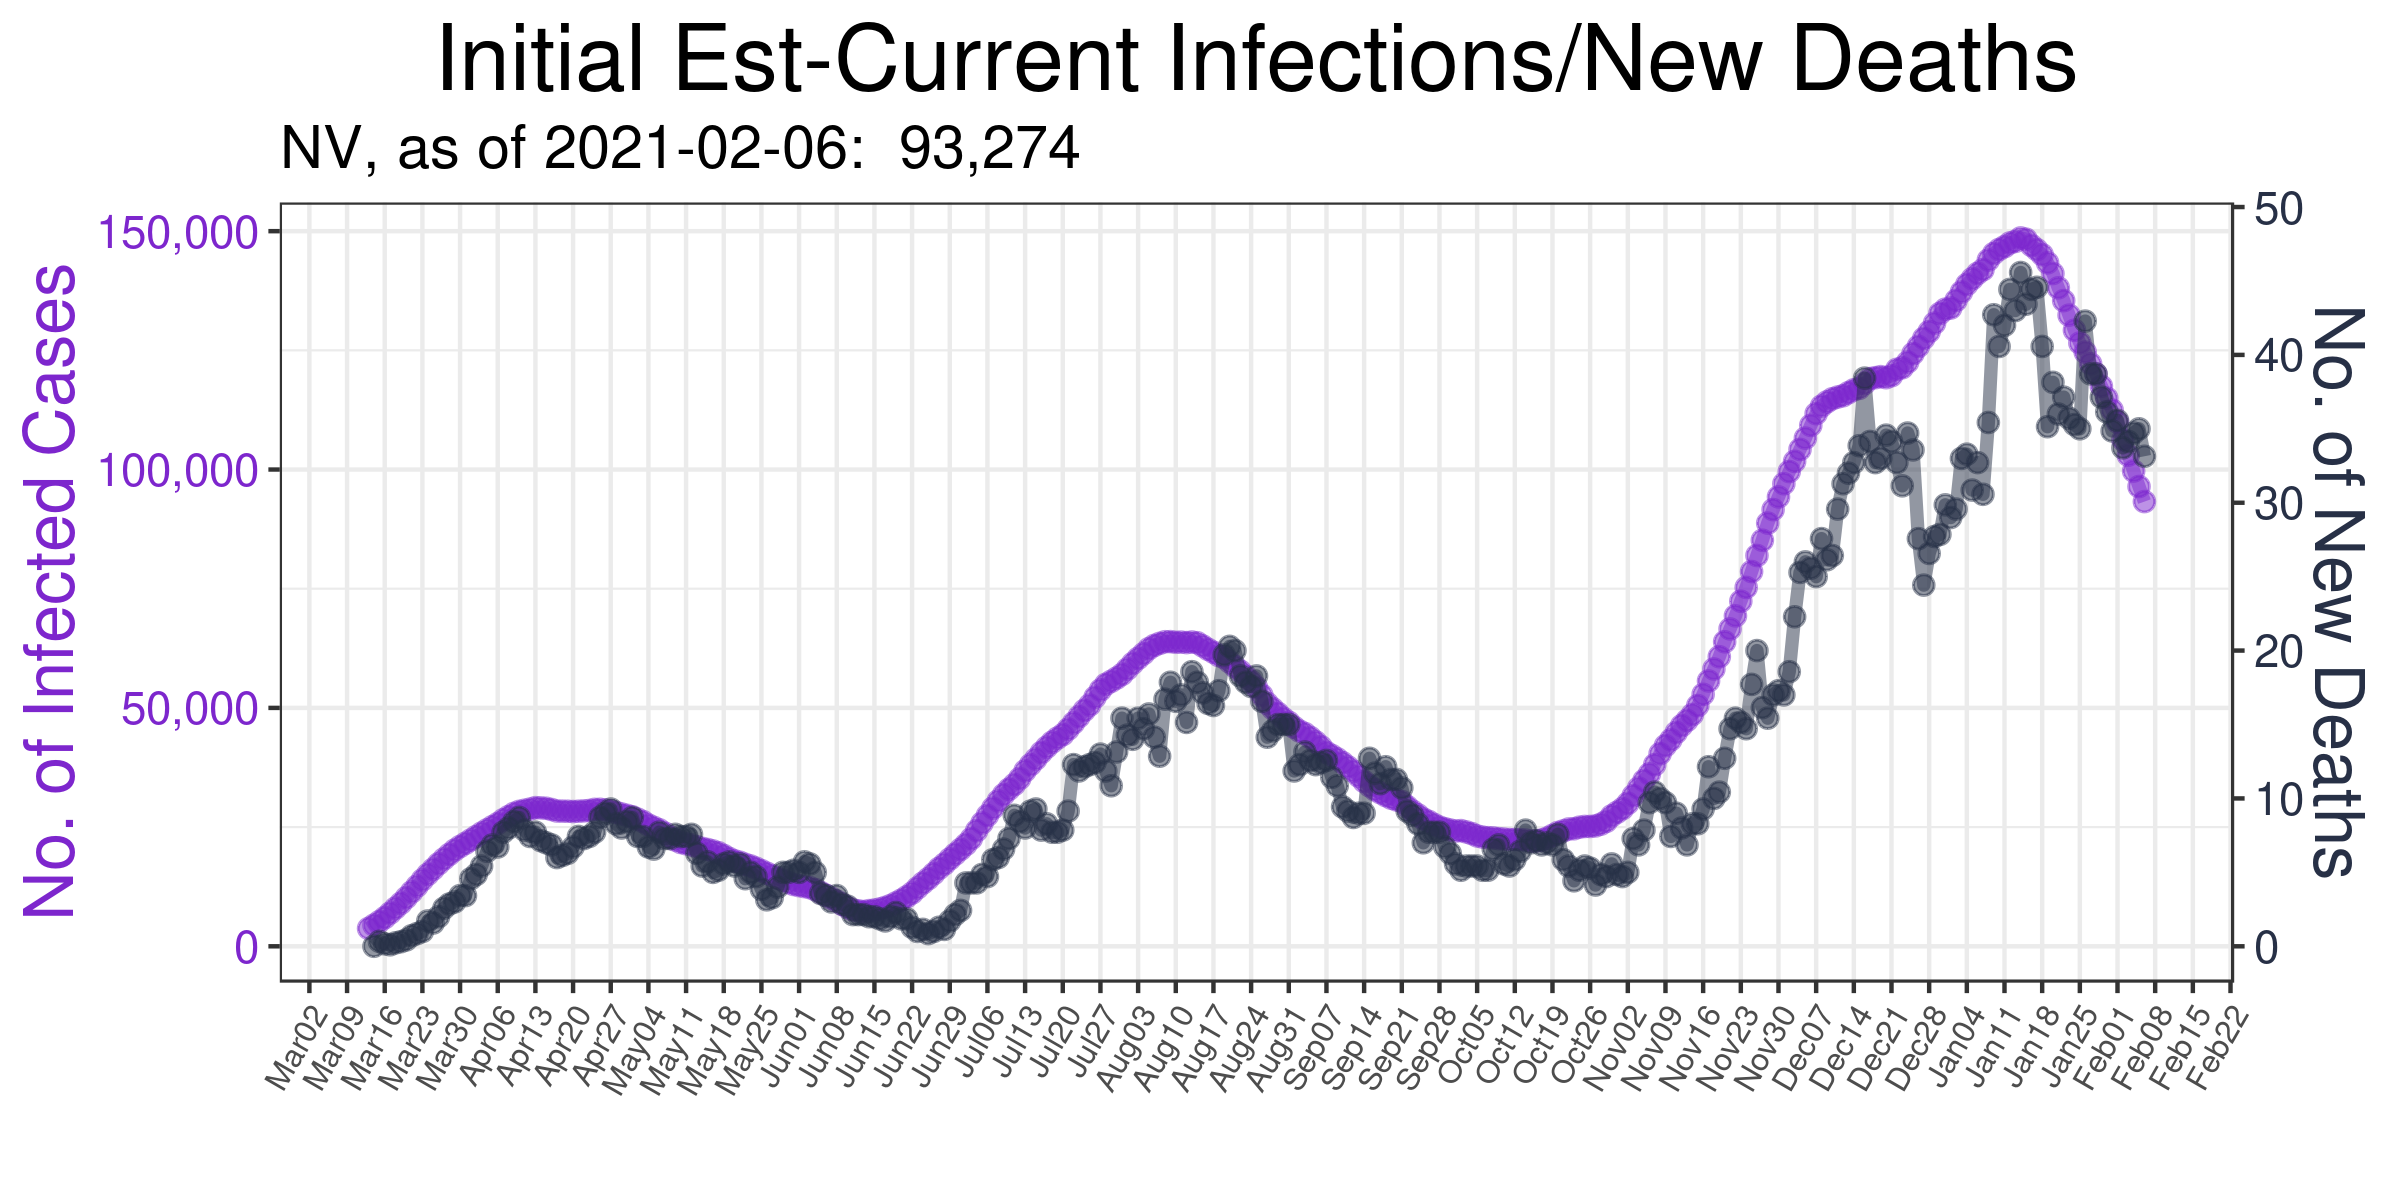 Initial Est-Current Infections/New Deaths
NV, as of 2021-02-06:  93,274
No. of Infected Cases
150,000
100,000
50,000
0
50
40
30
20
10
0
No. of New Deaths
Mar02
Mar09
Mar16
Mar23
Mar30
Apr06
Apr13
Apr20
Apr27
May04
May11
May18
May25
Jun01
Jun08
Jun15
Jun22
Jun29
Jul06
Jul13
Jul20
Jul27
Aug03
Aug10
Aug17
Aug24
Aug31
Sep07
Sep14
Sep21
Sep28
Oct05
Oct12
Oct19
Oct26
Nov02
Nov09
Nov16
Nov23
Nov30
Dec07
Dec14
Dec21
Dec28
Jan04
Jan11
Jan18
Jan25
Feb01
Feb08
Feb15
Feb22